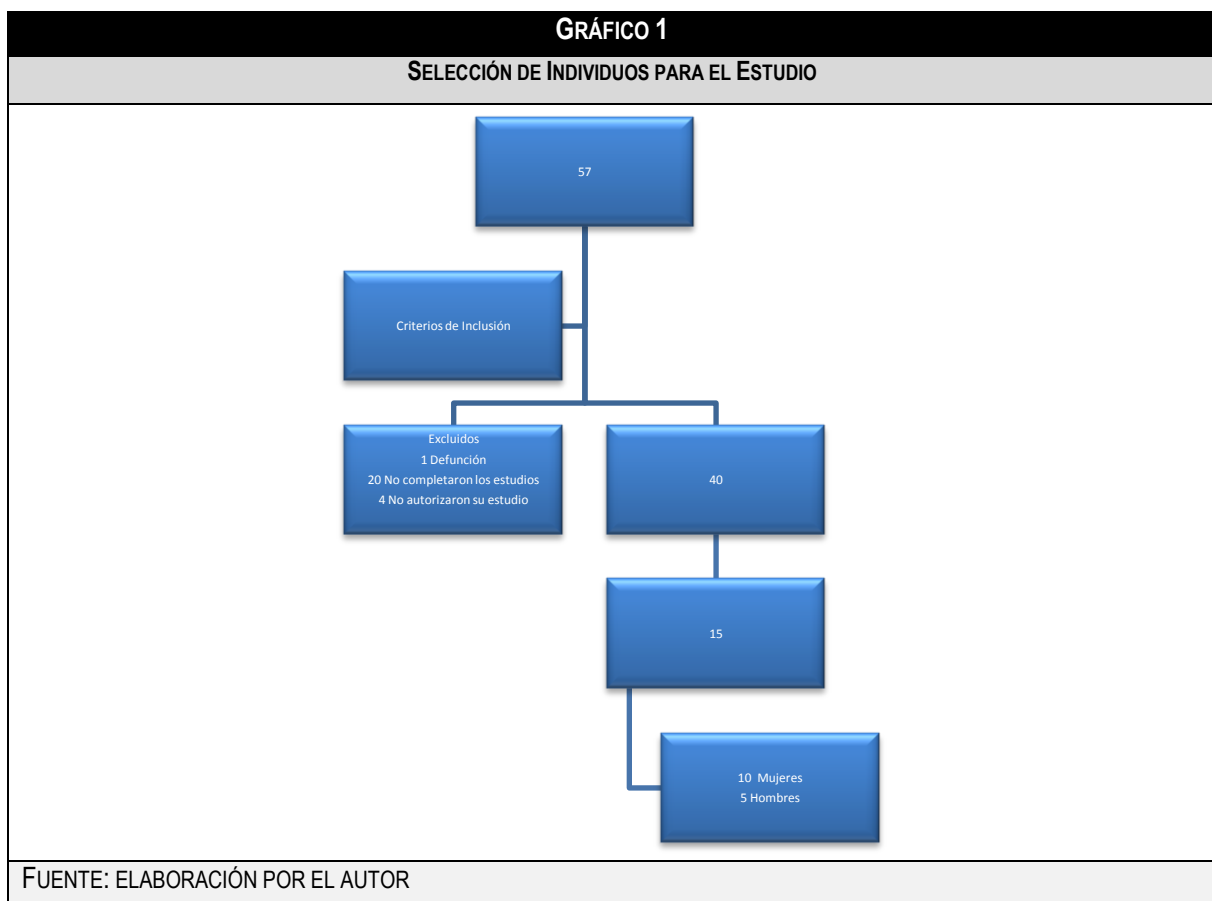 GRÁFICO 1
SELECCIÓN DE INDIVIDUOS PARA EL ESTUDIO
57
Criterios de Inclusión
Excluidos
1 Defunción
20 No completaron los estudios
4 No autorizaron su estudio
40
15
10 Mujeres
5 Hombres
FUENTE: ELABORACIÓN POR EL AUTOR